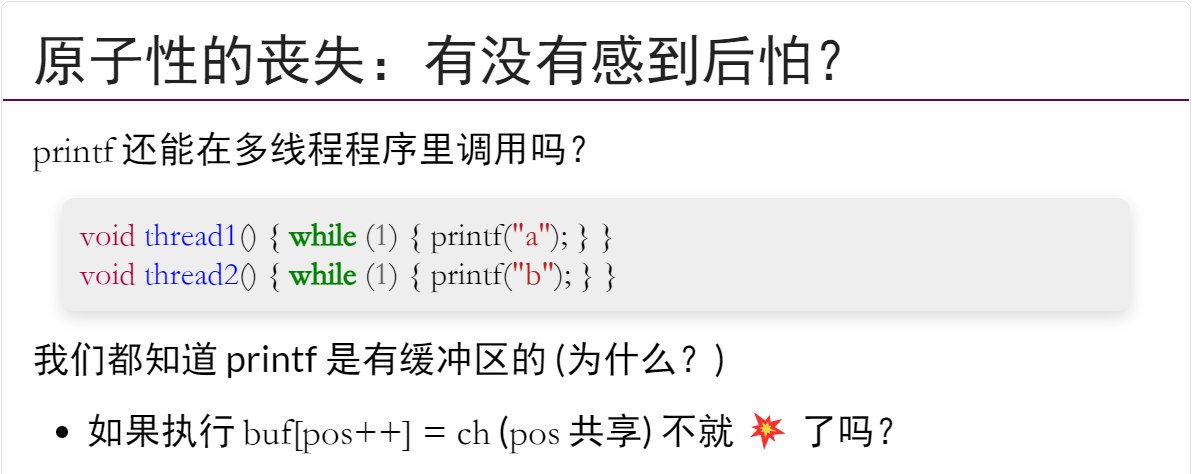 原子性的丧失：有没有感到后怕？
printf 还能在多线程程序里调用吗？
void thread1() { while (1) { printf("a"); } }
void thread2() { while (1) { printf("b"); } }
我们都知道 printf 是有缓冲区的 (为什么？)
• 如果执行 buf[pos++] = ch (pos 共享) 不就 💥 了吗？